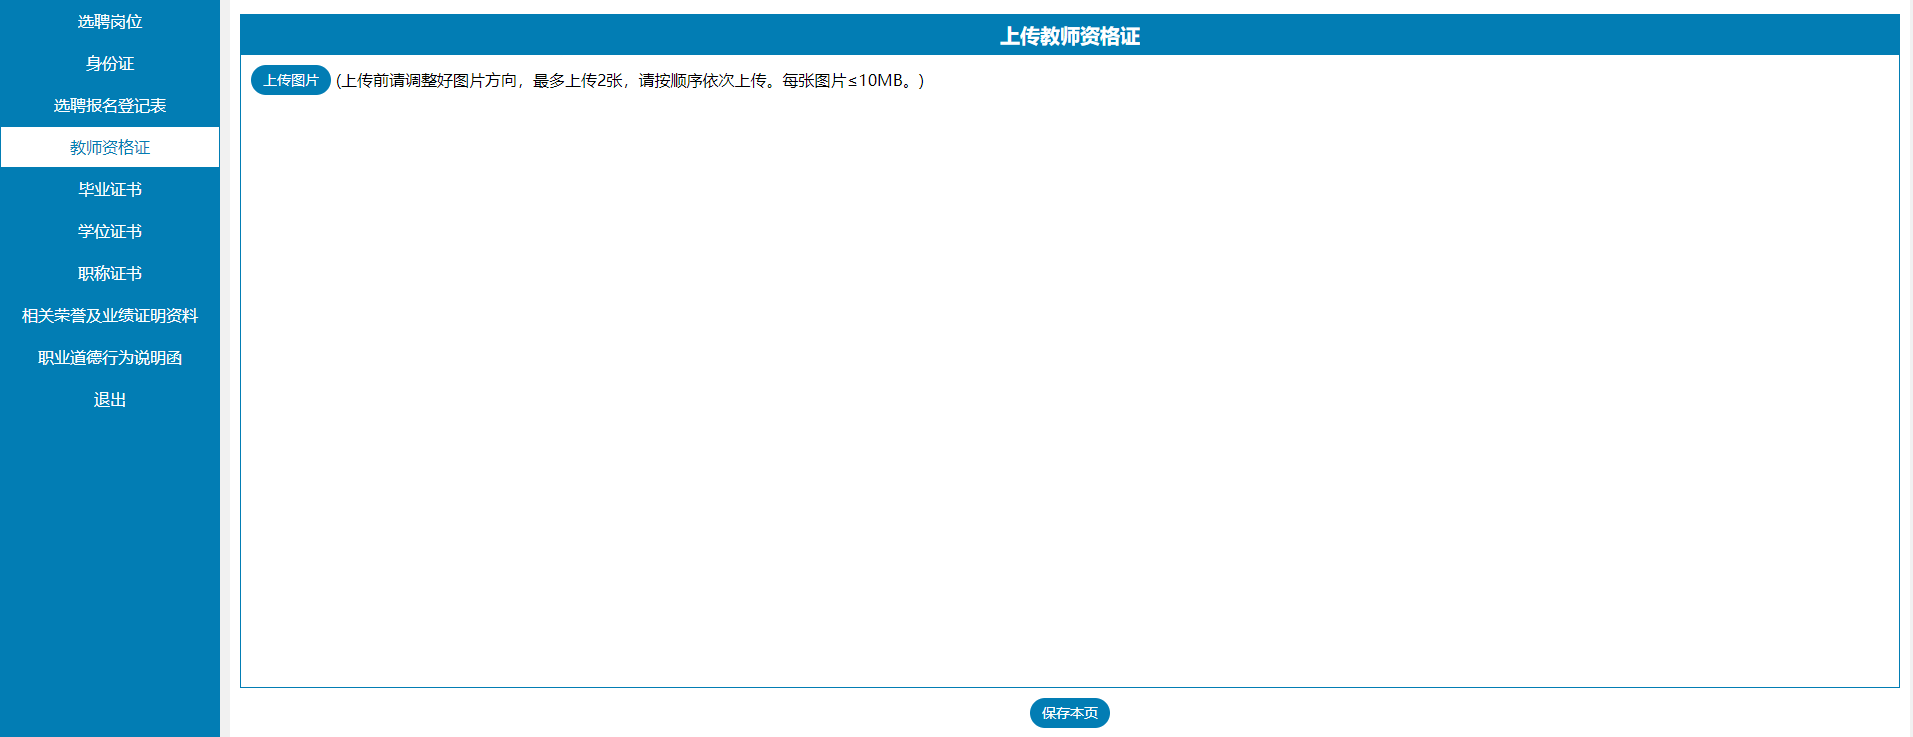 选聘岗位
身份证
选聘报名登记表
教师资格证
毕业证书
学位证书
职称证书
相关荣誉及业绩证明资料
职业道德行为说明函
退出
上传教师资格证
上传图片 (上传前请调整好图片方向，最多上传2张，请按顺序依次上传。每张图片≤10MB。)
保存本页